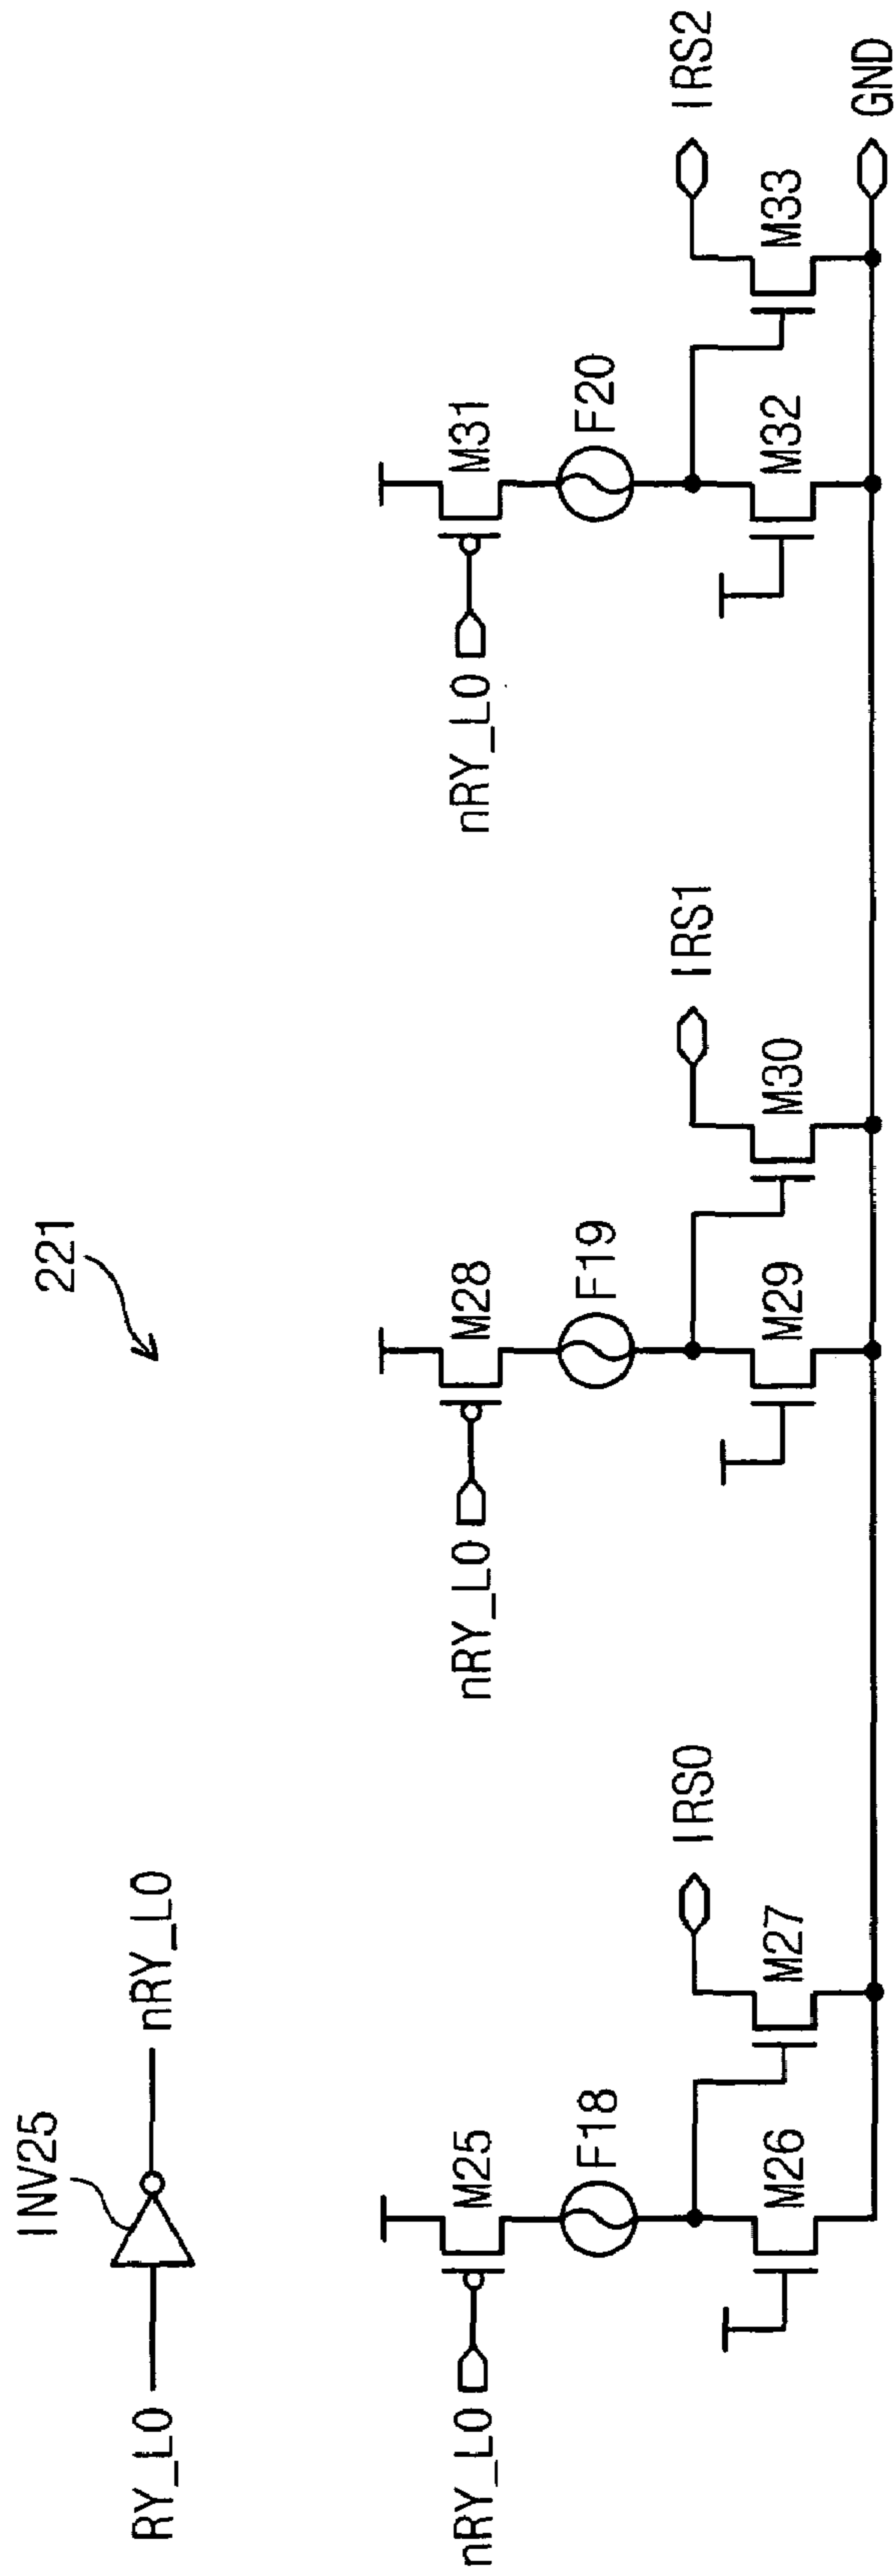 221
INV25
RY_L0
nRY_L0
nRY_L0
M25
F18
M26
M27
IRS0
nRY_L0
M28
F19
M29
M30
IRS1
nRY_L0
M31
F20
M32
M33
IRS2
GND